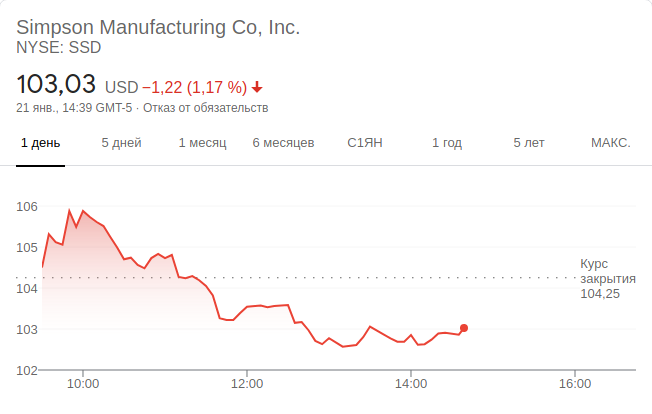 Simpson Manufacturing Co, Inc.
NYSE: SSD
103,03 USD −1,22 (1,17 %)
21 янв., 14:39 GMT-5 · Отказ от обязательств
1 день 5 дней 1 месяц 6 месяцев С1ЯН 1 год 5 лет МАКС.
106
105
Курс
закрытия
104,25
104
103
102
10:00 12:00 14:00 16:00